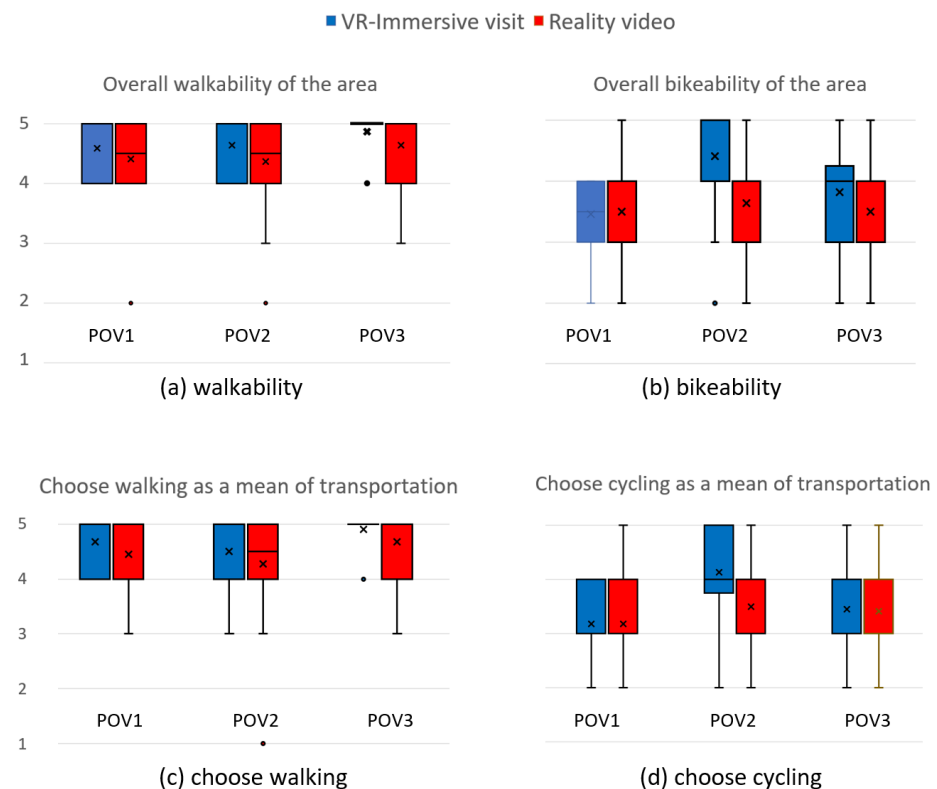 VR-Immersive visit Reality video
Overall walkability of the area
5
4
3
2
1
POV1 POV2 POV3
(a) walkability
Overall bikeability of the area
POV1 POV2 POV3
(b) bikeability
Choose walking as a mean of transportation
5
4
3
2
1
POV1 POV2 POV3
(c) choose walking
Choose cycling as a mean of transportation
POV1 POV2 POV3
(d) choose cycling